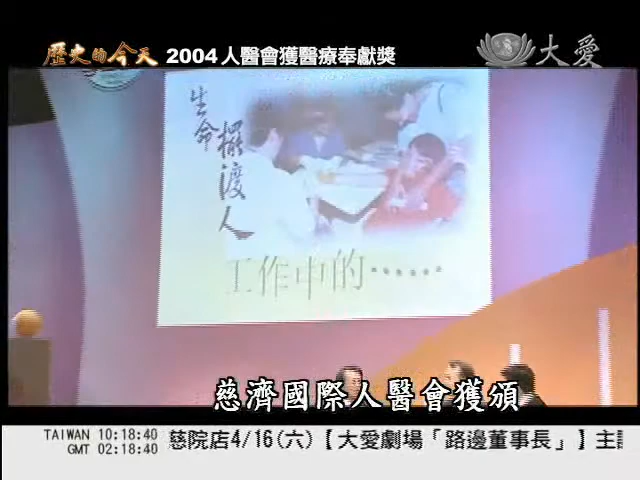 歷史的今天 2004人醫會獲醫療奉獻獎
大愛
生命
擺渡人
工作中的......
慈濟國際人醫會獲頒
TAIWAN 10:18:40
GMT 02:18:40
慈院店4/16(六)【大愛劇場「路邊董事長」】主